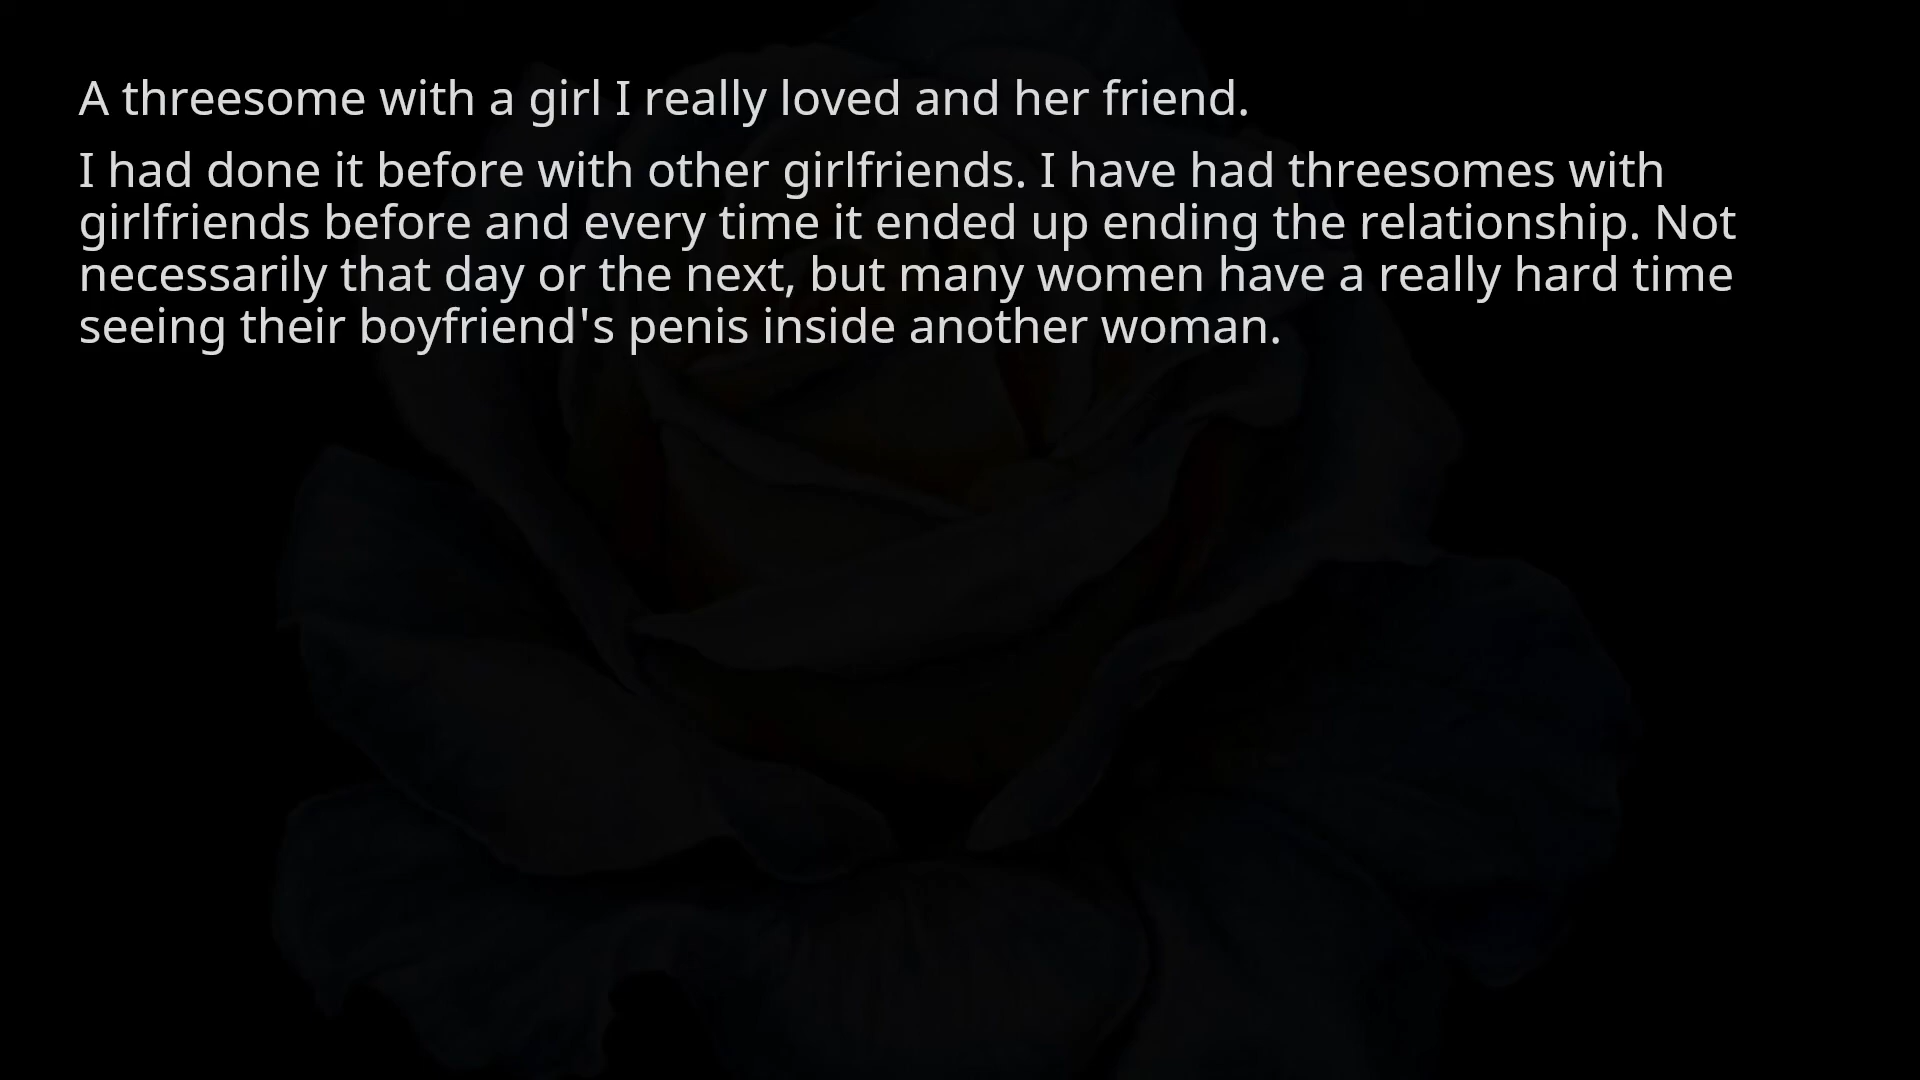 A threesome with a girl I really loved and her friend.
I had done it before with other girlfriends. I have had threesomes with
girlfriends before and every time it ended up ending the relationship. Not
necessarily that day or the next, but many women have a really hard time
seeing their boyfriend's penis inside another woman.